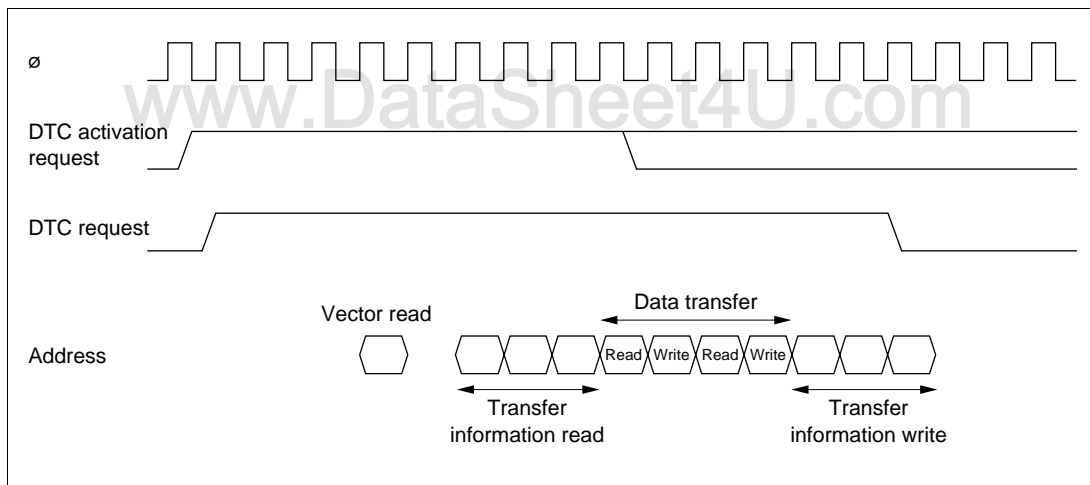 ø
www.DataSheet4U.com
DTC activation
request
DTC request
Vector read
Data transfer
Address
Read Write Read Write
Transfer
information read
Transfer
information write